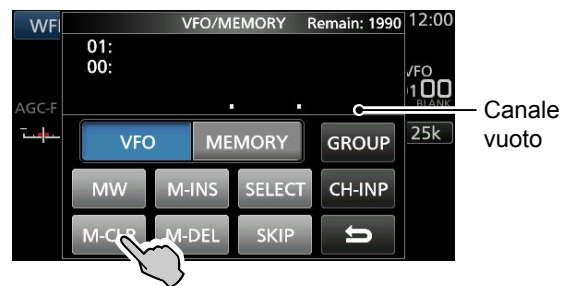 WFI VFO/MEMORY Remain: 1990 12:00
01:
00:
VFO
00
BLANK
AGC-F
Canale
vuoto
VFO MEMORY GROUP 25k
MW M-INS SELECT CH-INP
M-CLR M-DEL SKIP